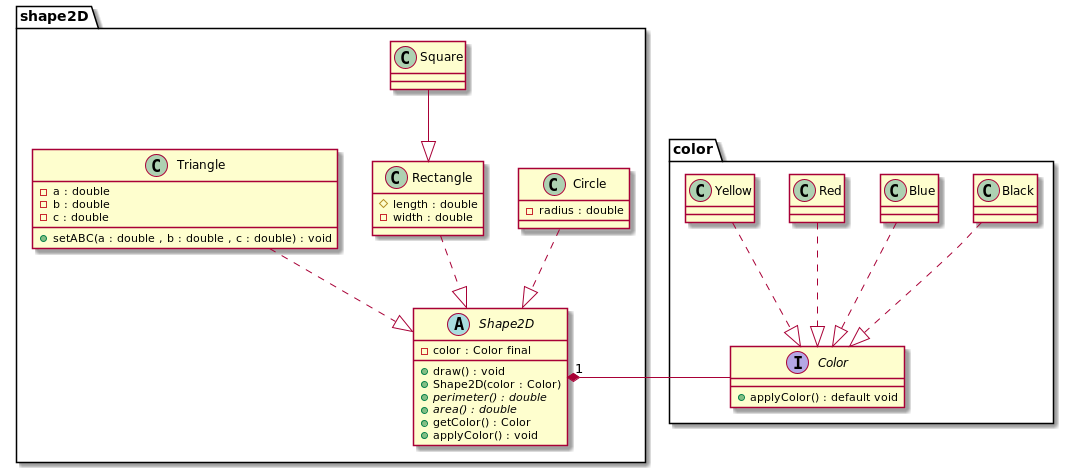 shape2D
C Square
C Triangle
a : double
b : double
c : double
setABC(a : double , b : double , c : double) : void
C Rectangle
length : double
width : double
C Circle
radius : double
A Shape2D
color : Color final
draw() : void
Shape2D(color : Color)
perimeter() : double
area() : double
getColor() : Color
applyColor() : void
1
color
C Yellow
C Red
C Blue
C Black
I Color
applyColor() : default void